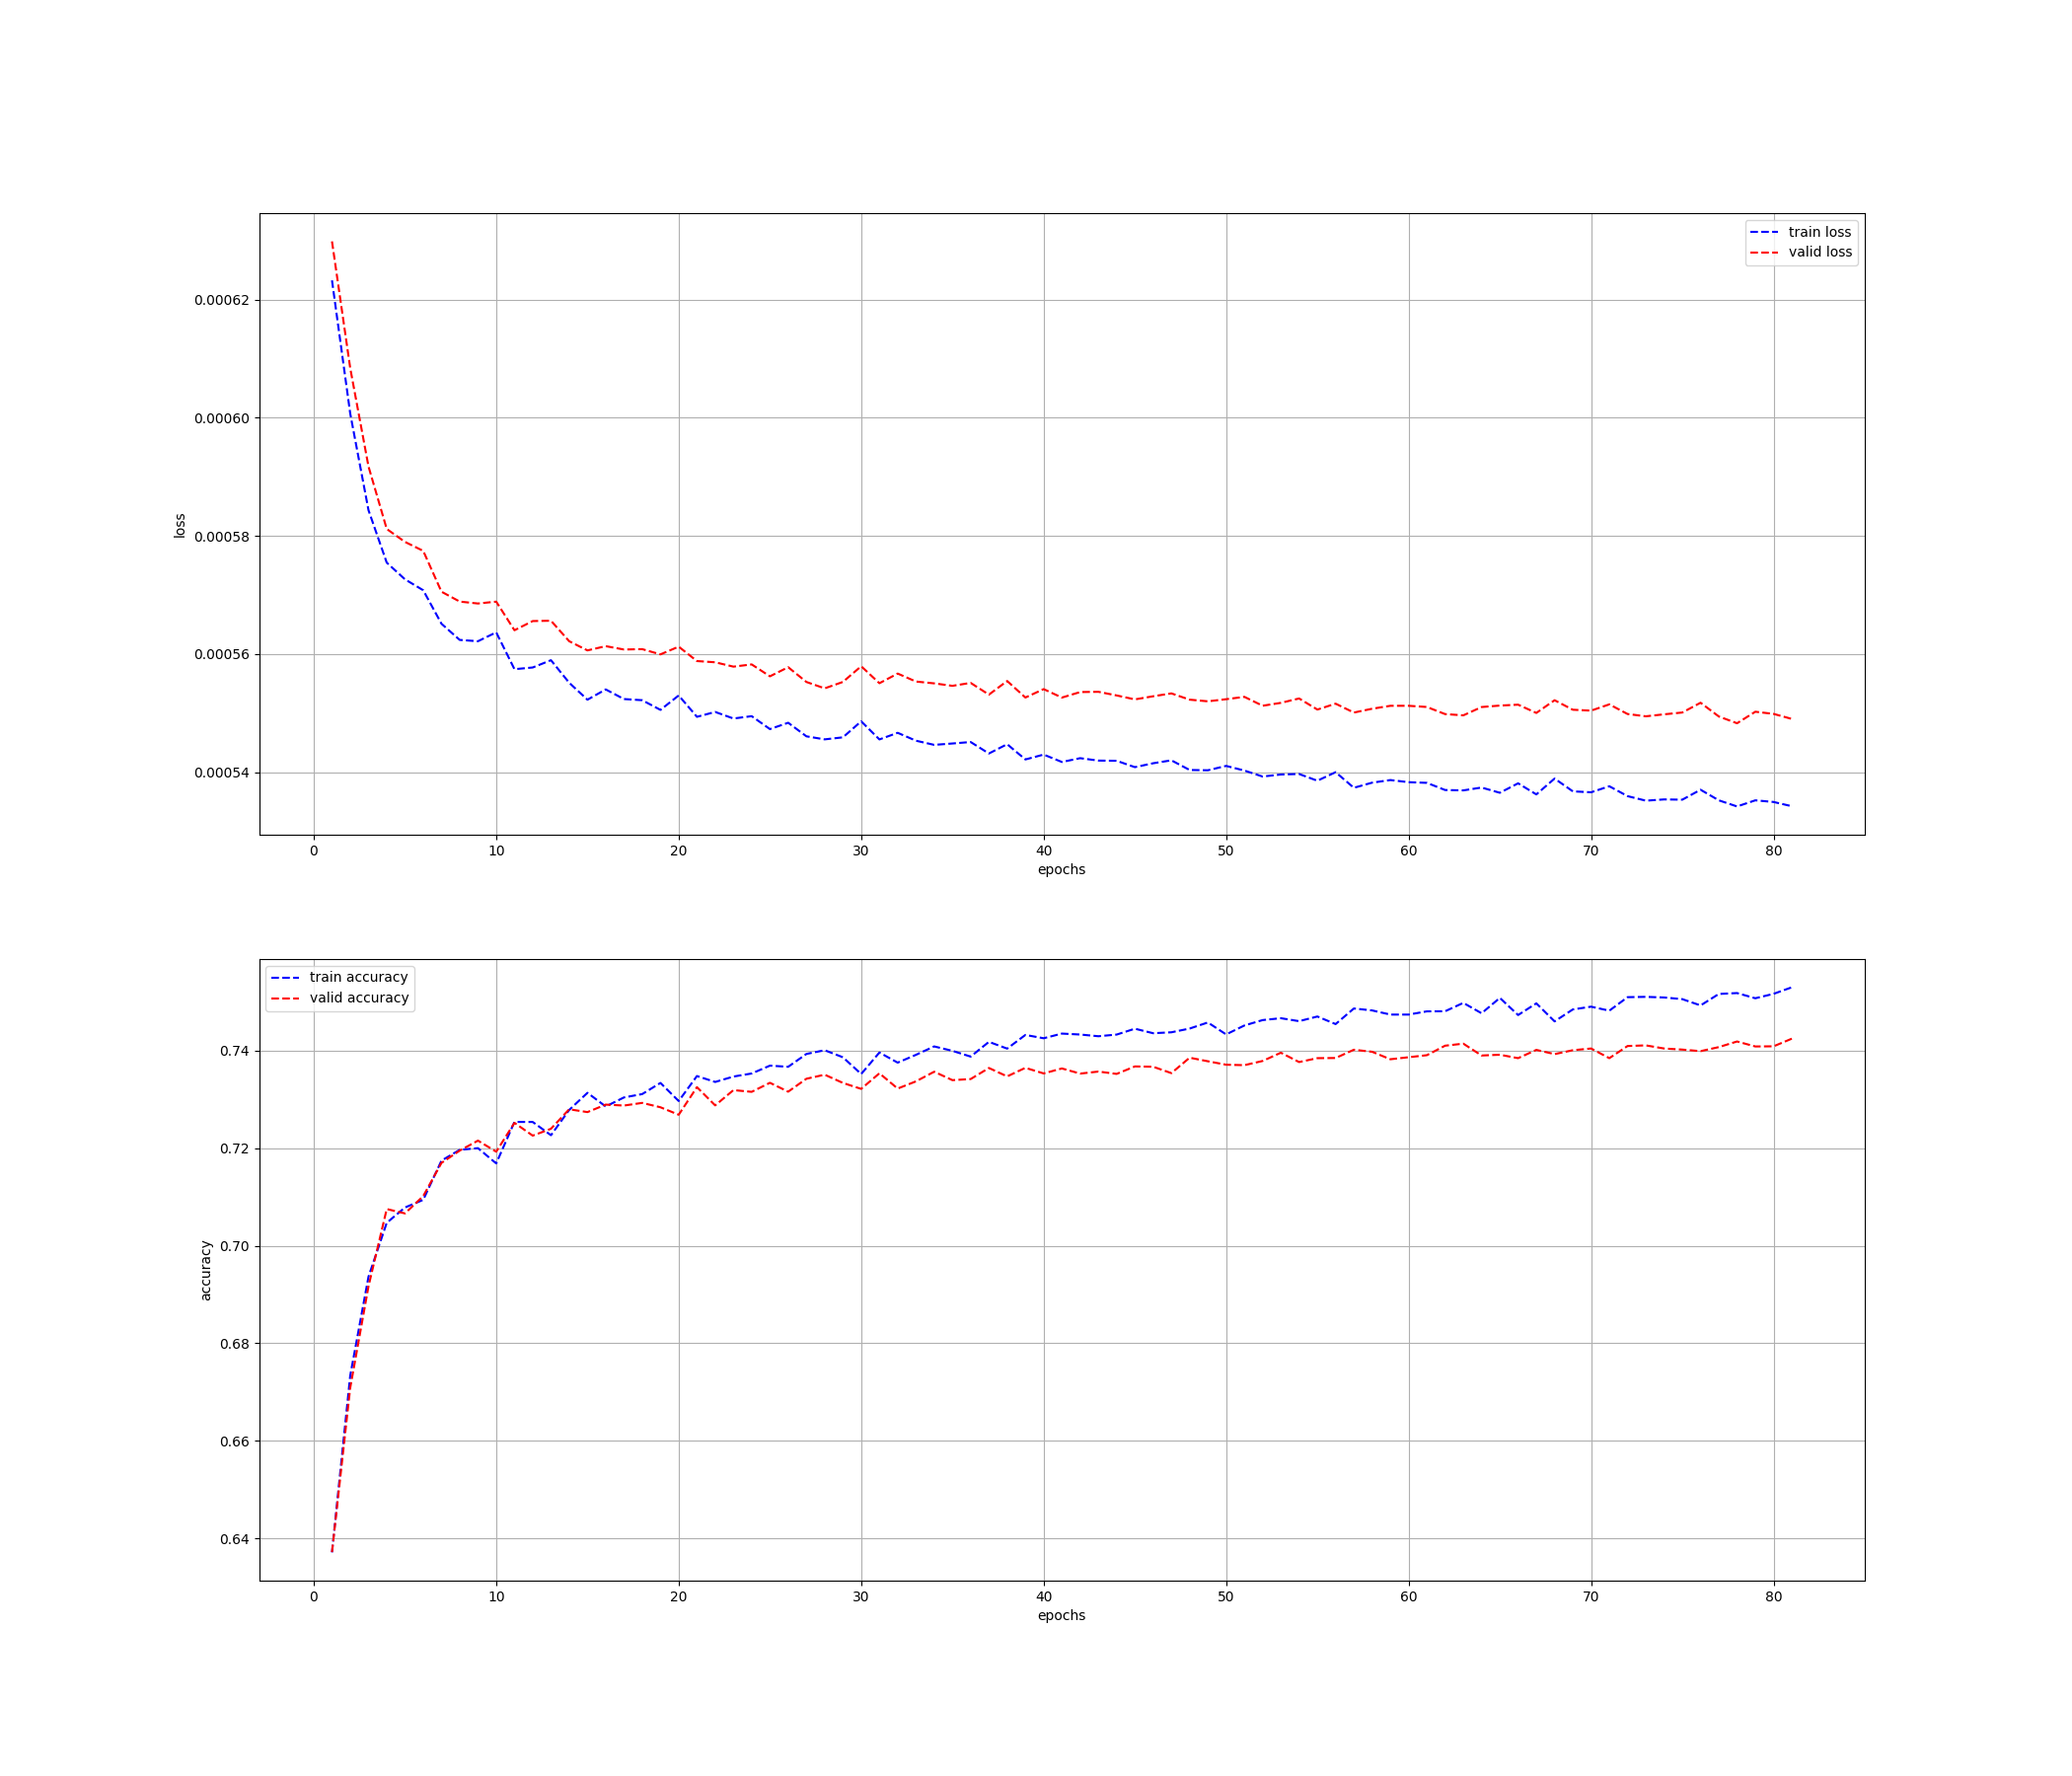 train loss
valid loss
0.00062
0.00060
0.00058
0.00056
0.00054
loss
0 10 20 30 40 50 60 70 80
epochs
train accuracy
valid accuracy
0.74
0.72
0.70
0.68
0.66
0.64
accuracy
0 10 20 30 40 50 60 70 80
epochs